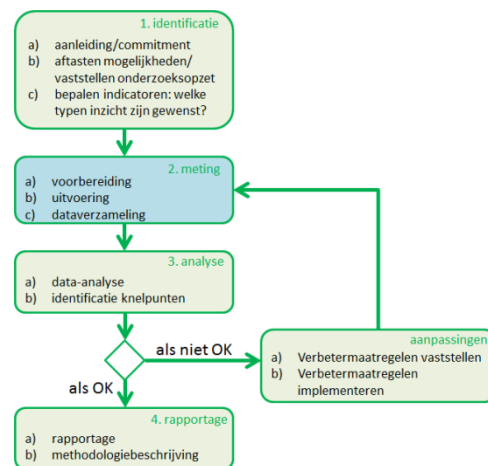 1. identificatie
a) aanleiding/commitment
b) aftasten mogelijkheden/
vaststellen onderzoeksopzet
c) bepalen indicatoren: welke
typen inzicht zijn gewenst?
2. meting
a) voorbereiding
b) uitvoering
c) dataverzameling
3. analyse
a) data-analyse
b) identificatie knelpunten
als niet OK
aanpassingen
a) Verbetermaatregelen vaststellen
b) Verbetermaatregelen
implementeren
als OK
4. rapportage
a) rapportage
b) methodologiebeschrijving